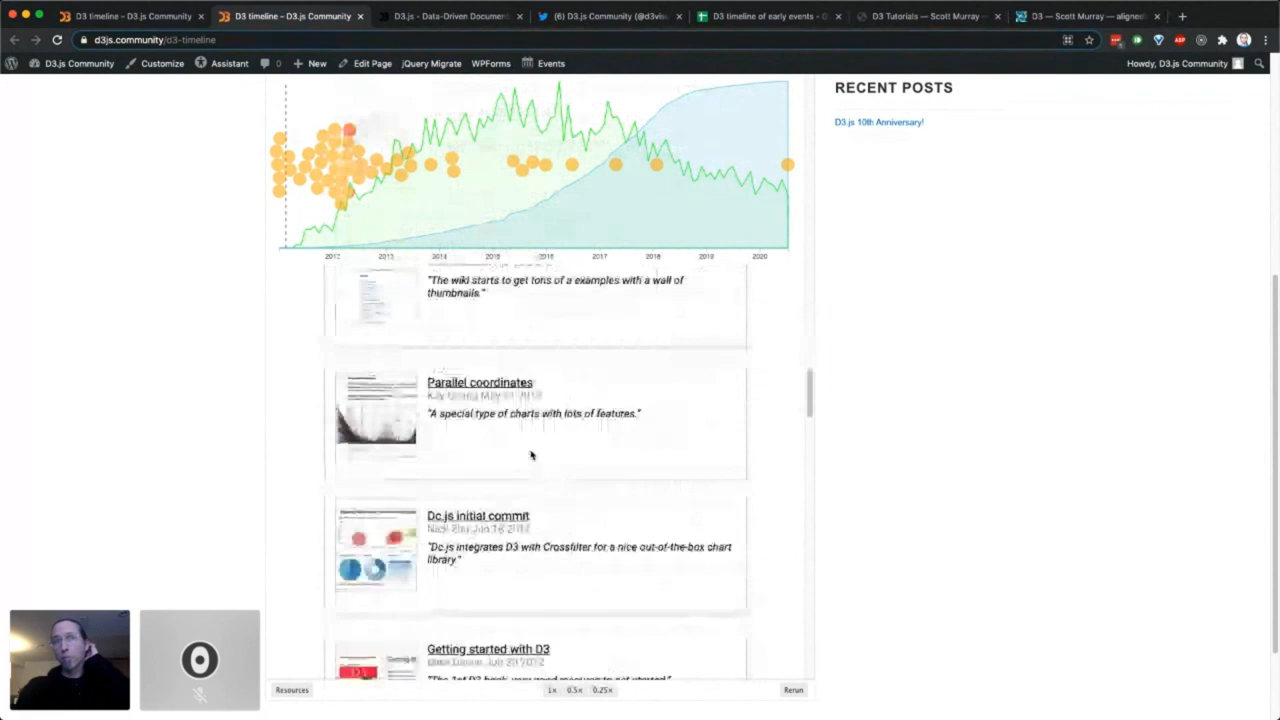 D3 timeline – D3.js Community
D3 timeline – D3.js Community
D3.js - Data-Driven Document
(6) D3.js Community (@d3vis
D3 timeline of early events - G
D3 Tutorials — Scott Murray —
D3 — Scott Murray — aligned
d3js.community/d3-timeline
D3.js Community
Customize
Assistant
0
New
Edit Page
jQuery Migrate
WPForms
Events
Howdy, D3.js Community
RECENT POSTS
D3.js 10th Anniversary!
2012 2013 2014 2015 2016 2017 2018 2019 2020
"The wiki starts to get tons of a examples with a wall of
thumbnails."
Parallel coordinates
"A special type of charts with lots of features."
Dc.js initial commit
"Dc.js integrates D3 with Crossfilter for a nice out-of-the-box chart
library."
Getting started with D3
Resources
1x 0.5x 0.25x
Rerun